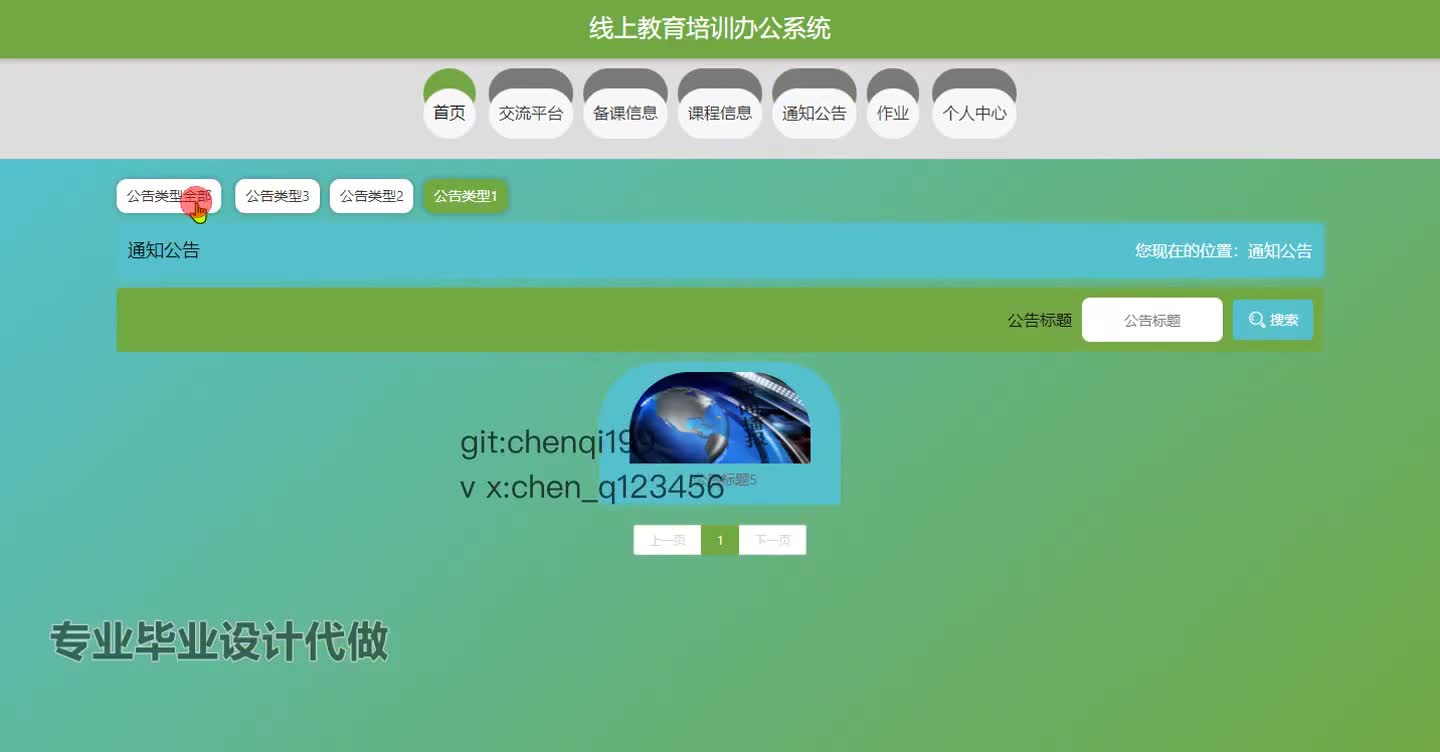 线上教育培训办公系统
首页 交流平台 备课信息 课程信息 通知公告 作业 个人中心
公告类型全部 公告类型3 公告类型2 公告类型1
通知公告 您现在的位置：通知公告
公告标题 公告标题 搜索
git:chenqi199
公告标题5
v x:chen_q123456
上一页 1 下一页
专业毕业设计代做